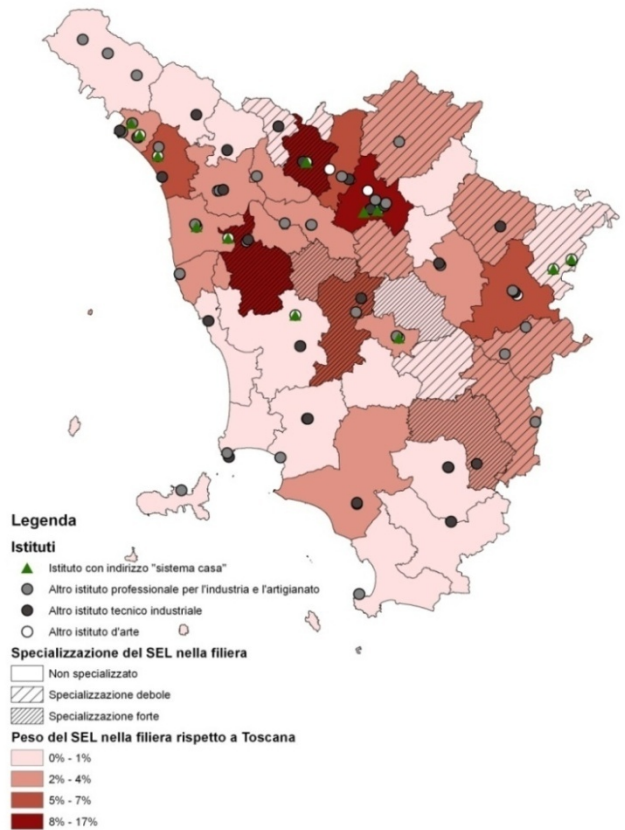 Legenda
Istituti
Istituto con indirizzo "sistema casa"
Altro istituto professionale per l'industria e l'artigianato
Altro istituto tecnico industriale
Altro istituto d'arte
Specializzazione del SEL nella filiera
Non specializzato
Specializzazione debole
Specializzazione forte
Peso del SEL nella filiera rispetto a Toscana
0% - 1%
2% - 4%
5% - 7%
8% - 17%